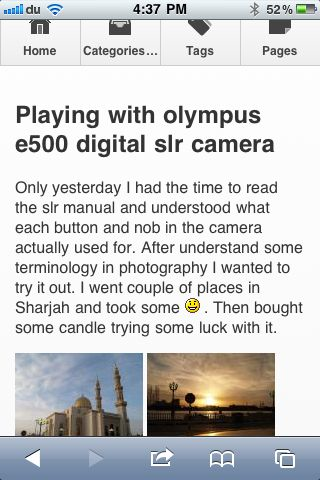 du 4:37 PM 52%
Home Categories... Tags Pages
Playing with olympus
e500 digital slr camera
Only yesterday I had the time to read
the slr manual and understood what
each button and nob in the camera
actually used for. After understand some
terminology in photography I wanted to
try it out. I went couple of places in
Sharjah and took some . Then bought
some candle trying some luck with it.